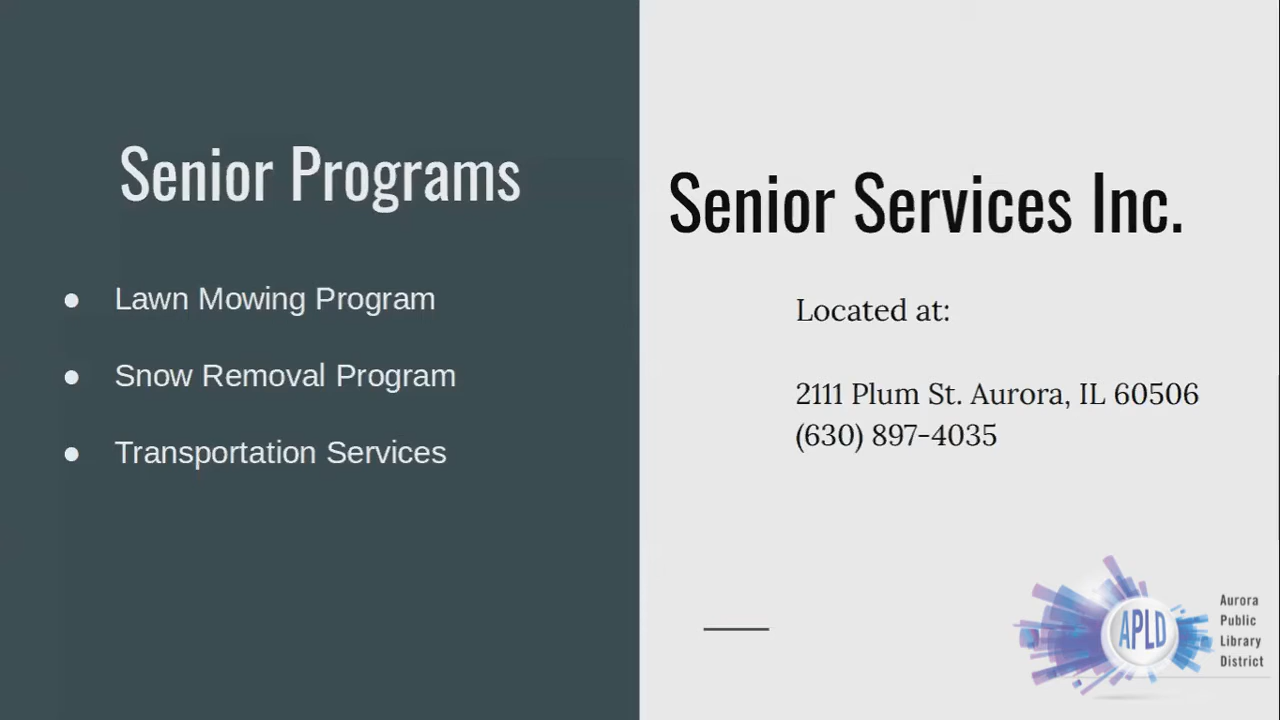 Senior Programs
● Lawn Mowing Program
● Snow Removal Program
● Transportation Services
Senior Services Inc.
Located at:
2111 Plum St. Aurora, IL 60506
(630) 897-4035
APLD
Aurora
Public
Library
District